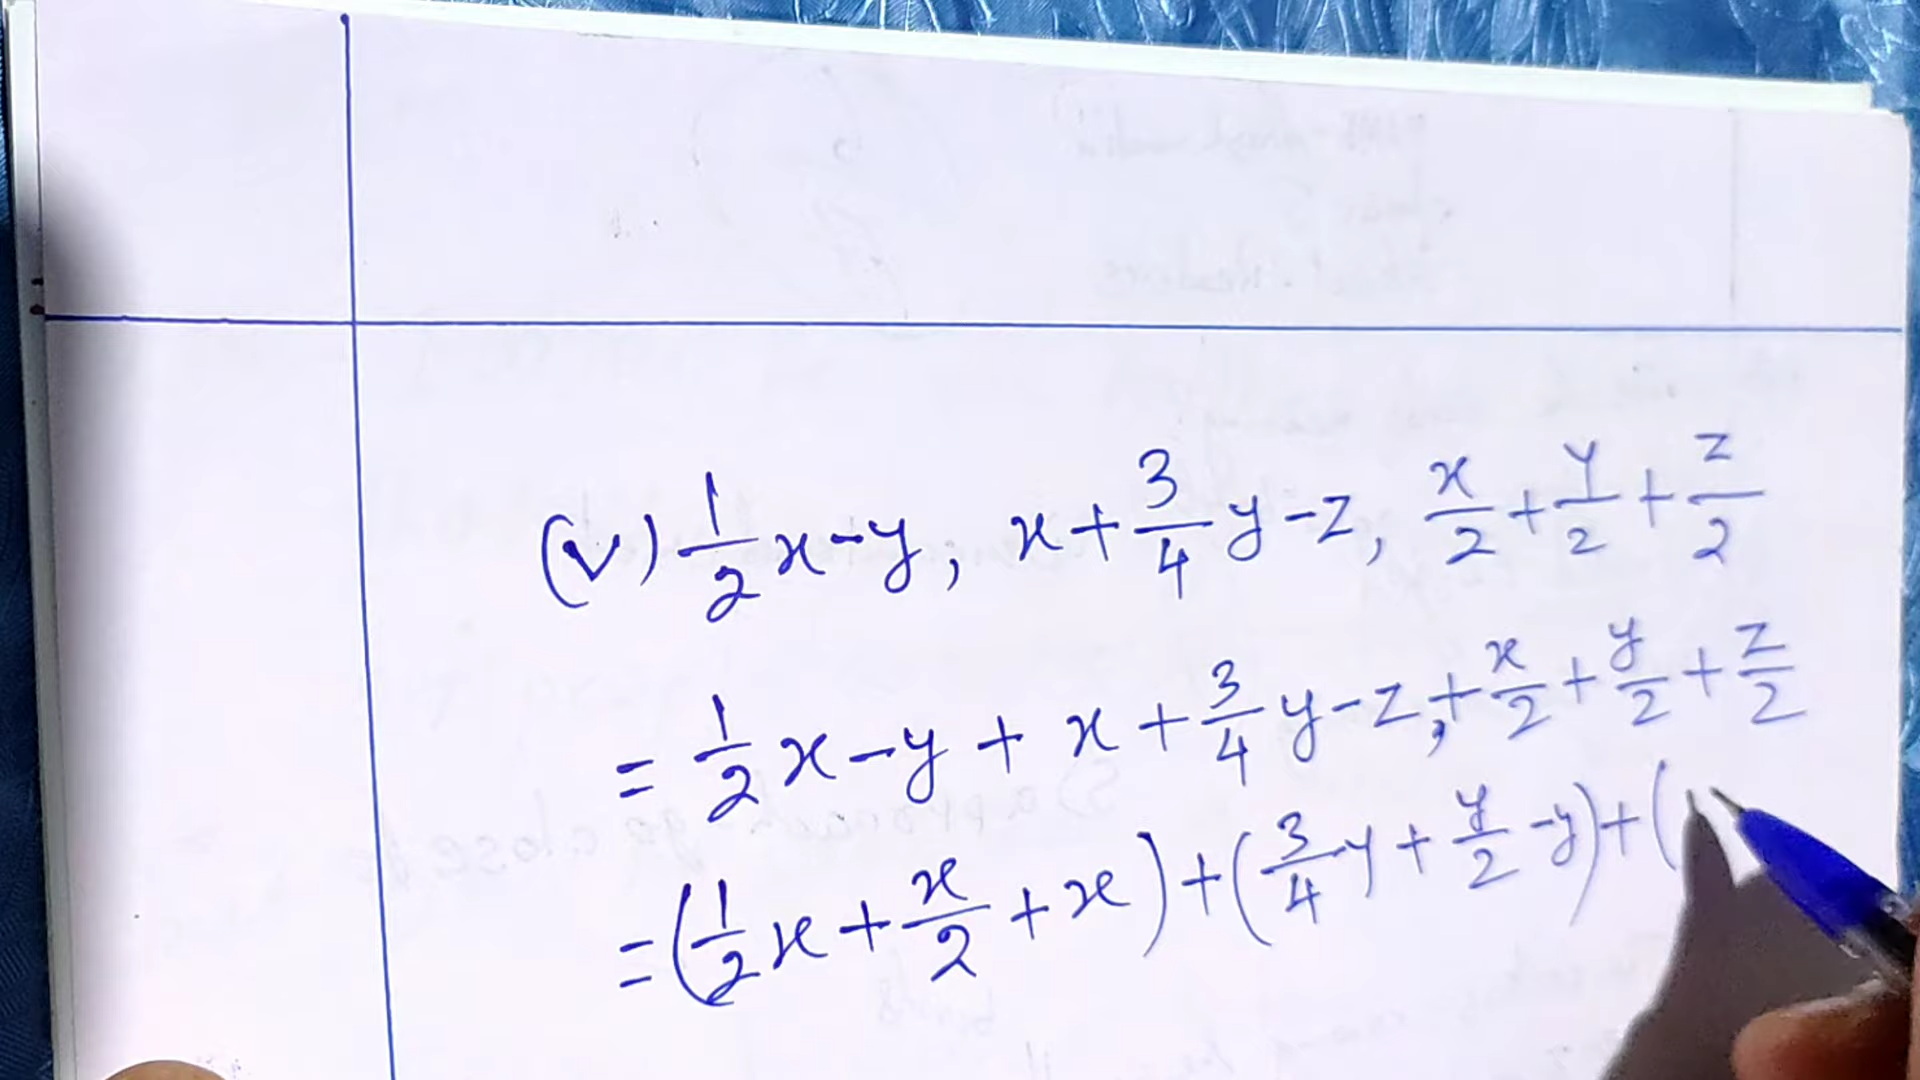 (v) 1/2 x - y, x + 3/4 y - z, x/2 + y/2 + z/2
= 1/2 x - y + x + 3/4 y - z, + x/2 + y/2 + z/2
= (1/2 x + x/2 + x) + (3/4 y + y/2 - y) + (